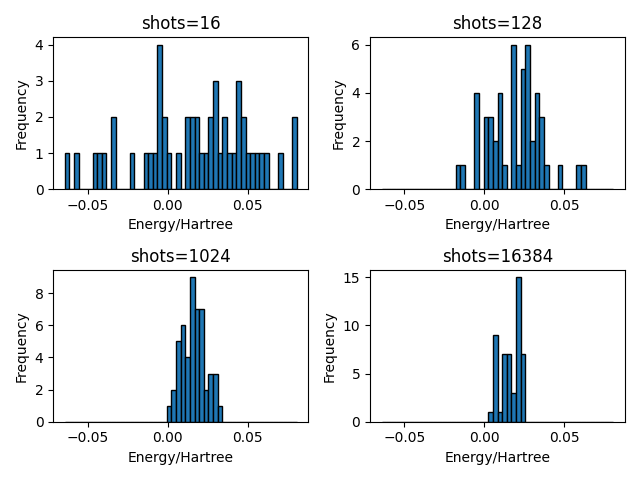 shots=16
4
3
2
1
0
Frequency
−0.05 0.00 0.05
Energy/Hartree
shots=128
6
4
2
0
Frequency
−0.05 0.00 0.05
Energy/Hartree
shots=1024
8
6
4
2
0
Frequency
−0.05 0.00 0.05
Energy/Hartree
shots=16384
15
10
5
0
Frequency
−0.05 0.00 0.05
Energy/Hartree